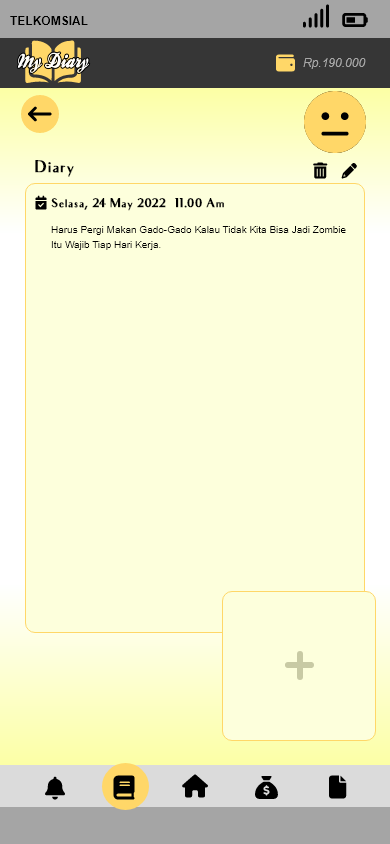 TELKOMSIAL
My Diary
Rp.190.000
Diary
Selasa, 24 May 2022 11.00 Am
Harus Pergi Makan Gado-Gado Kalau Tidak Kita Bisa Jadi Zombie
Itu Wajib Tiap Hari Kerja.